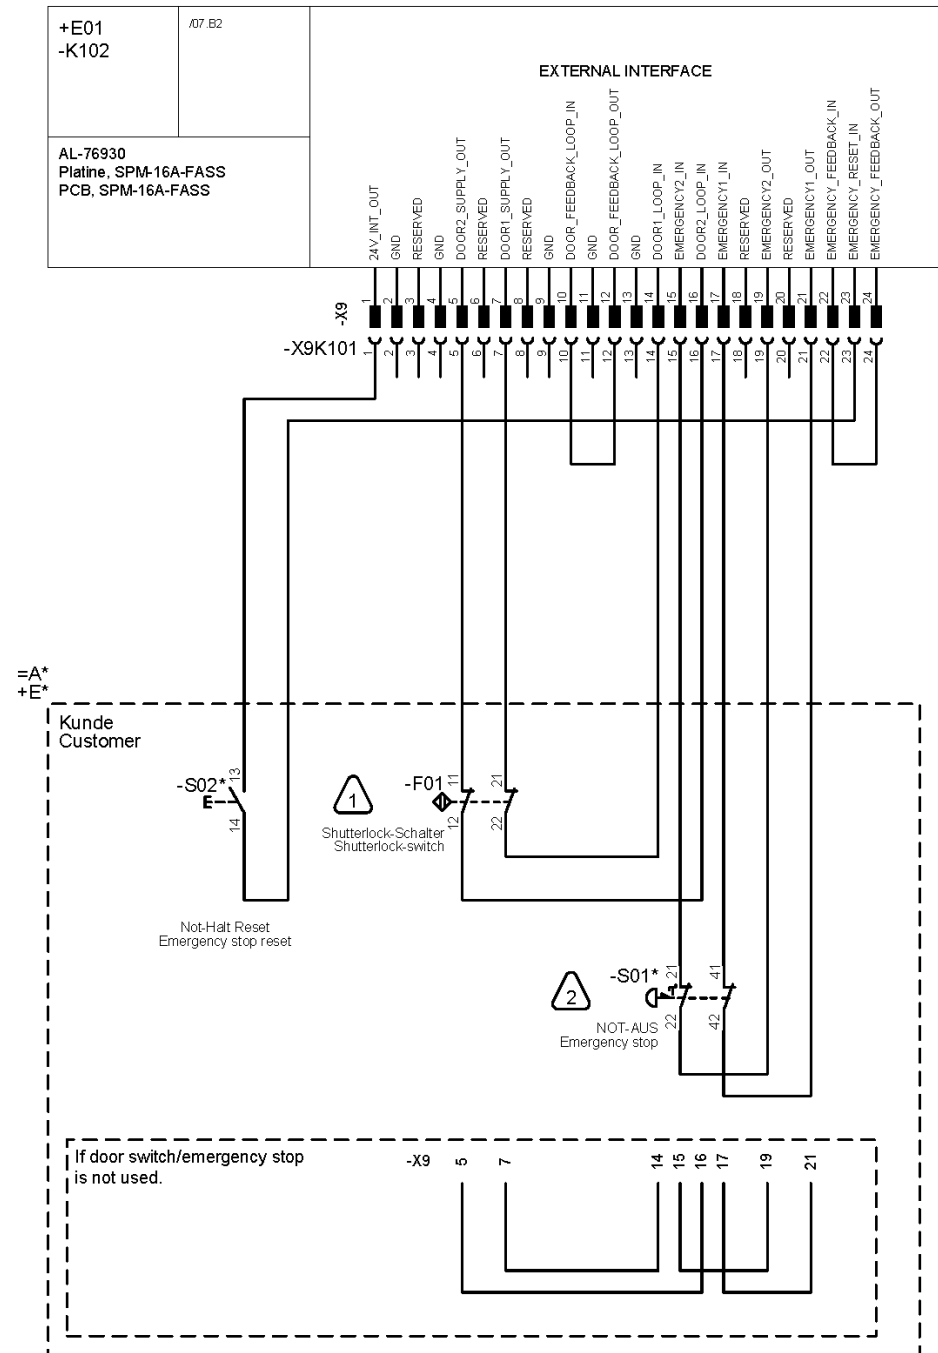 +E01
-K102
/07.B2
AL-76930
Platine, SPM-16A-FASS
PCB, SPM-16A-FASS
EXTERNAL INTERFACE
24V_INT_OUT
GND
RESERVED
GND
DOOR2_SUPPLY_OUT
RESERVED
DOOR1_SUPPLY_OUT
RESERVED
GND
DOOR_FEEDBACK_LOOP_IN
GND
DOOR_FEEDBACK_LOOP_OUT
GND
DOOR1_LOOP_IN
EMERGENCY2_IN
DOOR2_LOOP_IN
EMERGENCY1_IN
RESERVED
EMERGENCY2_OUT
RESERVED
EMERGENCY1_OUT
EMERGENCY_FEEDBACK_IN
EMERGENCY_RESET_IN
EMERGENCY_FEEDBACK_OUT
-X9
1 2 3 4 5 6 7 8 9 10 11 12 13 14 15 16 17 18 19 20 21 22 23 24
-X9K101
1 2 3 4 5 6 7 8 9 10 11 12 13 14 15 16 17 18 19 20 21 22 23 24
=A*
+E*
Kunde
Customer
-S02*
13
E
14
Not-Halt Reset
Emergency stop reset
1
-F01
11
12
21
22
Shutterlock-Schalter
Shutterlock-switch
2
-S01*
21
22
41
42
NOT-AUS
Emergency stop
If door switch/emergency stop
is not used.
-X9 5 7 14 15 16 17 19 21